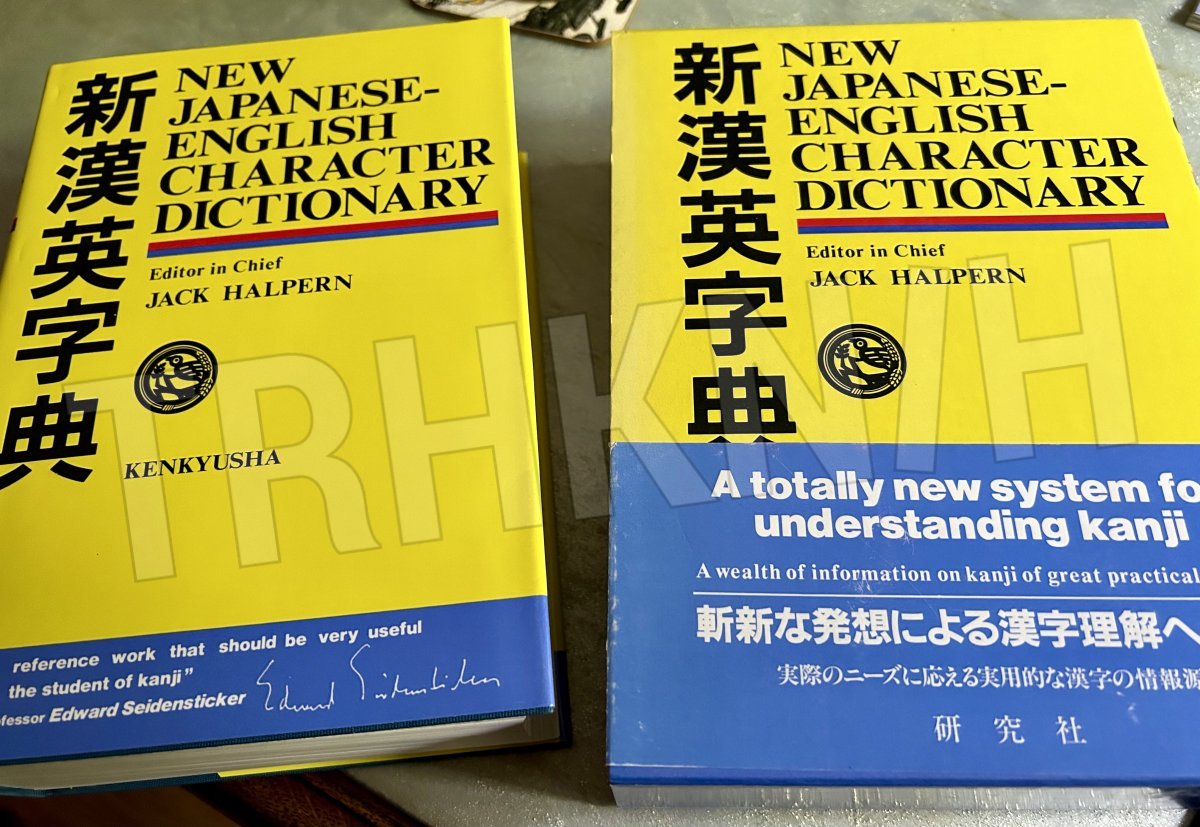 新漢英字典
NEW
JAPANESE-
ENGLISH
CHARACTER
DICTIONARY
Editor in Chief
JACK HALPERN
KENKYUSHA
reference work that should be very useful
the student of kanji”
Professor Edward Seidensticker
Edward Seidensticker
新漢英字典
NEW
JAPANESE-
ENGLISH
CHARACTER
DICTIONARY
Editor in Chief
JACK HALPERN
A totally new system fo
understanding kanji
A wealth of information on kanji of great practical
斬新な発想による漢字理解へ
実際のニーズに応える実用的な漢字の情報源
研究社
TRHKN/H